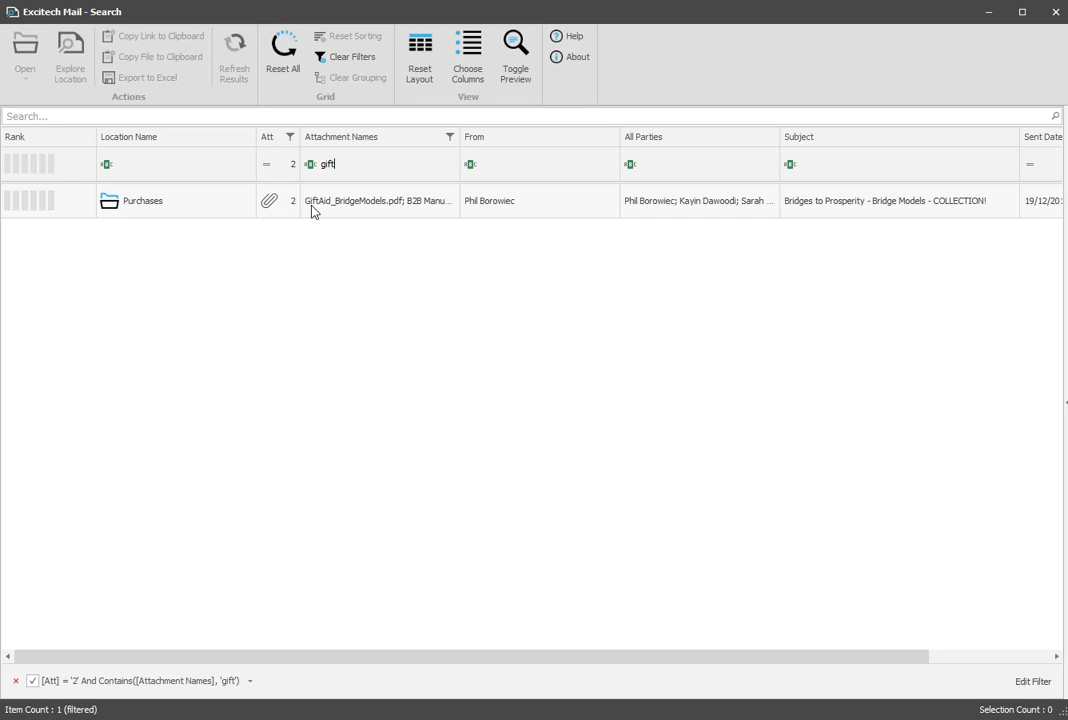 Excitech Mail - Search
Open
Explore Location
Copy Link to Clipboard
Copy File to Clipboard
Export to Excel
Actions
Refresh Results
Reset All
Reset Sorting
Clear Filters
Clear Grouping
Grid
Reset Layout
Choose Columns
Toggle Preview
View
Help
About
Search...
Rank Location Name Att Attachment Names From All Parties Subject Sent Date
= 2 gift =
Purchases 2 GiftAid_BridgeModels.pdf; B2B Manu... Phil Borowiec Phil Borowiec; Kayin Dawoodi; Sarah ... Bridges to Prosperity - Bridge Models - COLLECTION! 19/12/20
[Att] = '2' And Contains([Attachment Names], 'gift') Edit Filter
Item Count : 1 (filtered) Selection Count : 0